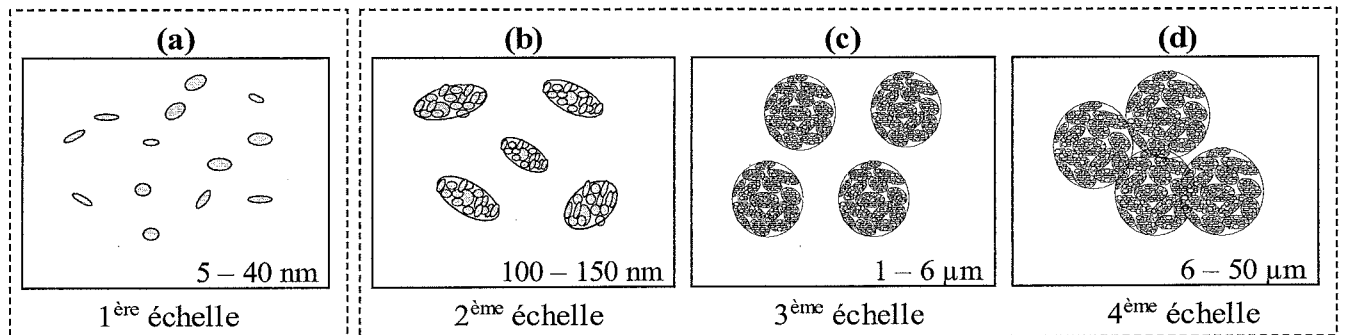 (a) (b) (c) (d)
5 – 40 nm 100 – 150 nm 1 – 6 µm 6 – 50 µm
1ère échelle 2ème échelle 3ème échelle 4ème échelle